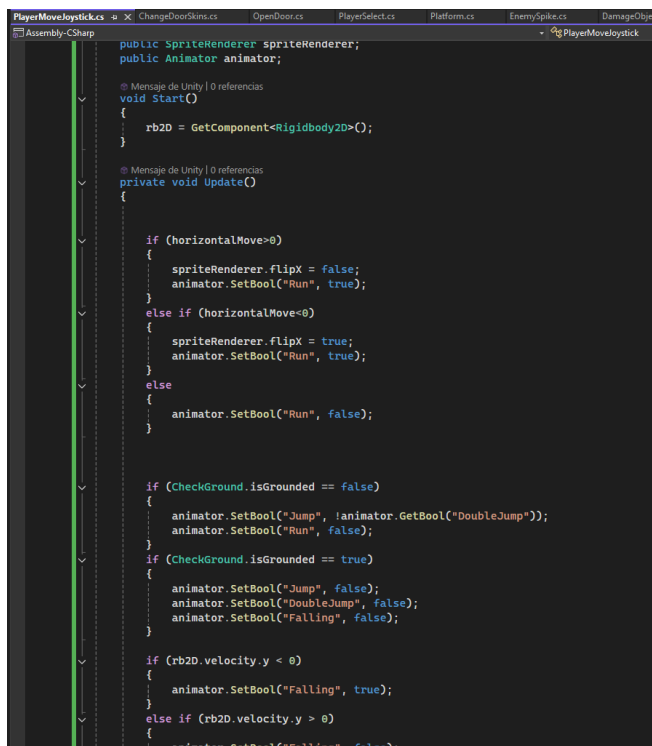 PlayerMoveJoystick.cs ChangeDoorSkins.cs OpenDoor.cs PlayerSelect.cs Platform.cs EnemySpike.cs DamageObje
Assembly-CSharp PlayerMoveJoystick
public SpriteRenderer spriteRenderer;
public Animator animator;
Mensaje de Unity | 0 referencias
void Start()
{
rb2D = GetComponent<Rigidbody2D>();
}
Mensaje de Unity | 0 referencias
private void Update()
{
if (horizontalMove>0)
{
spriteRenderer.flipX = false;
animator.SetBool("Run", true);
}
else if (horizontalMove<0)
{
spriteRenderer.flipX = true;
animator.SetBool("Run", true);
}
else
{
animator.SetBool("Run", false);
}
if (CheckGround.isGrounded == false)
{
animator.SetBool("Jump", !animator.GetBool("DoubleJump"));
animator.SetBool("Run", false);
}
if (CheckGround.isGrounded == true)
{
animator.SetBool("Jump", false);
animator.SetBool("DoubleJump", false);
animator.SetBool("Falling", false);
}
if (rb2D.velocity.y < 0)
{
animator.SetBool("Falling", true);
}
else if (rb2D.velocity.y > 0)
{